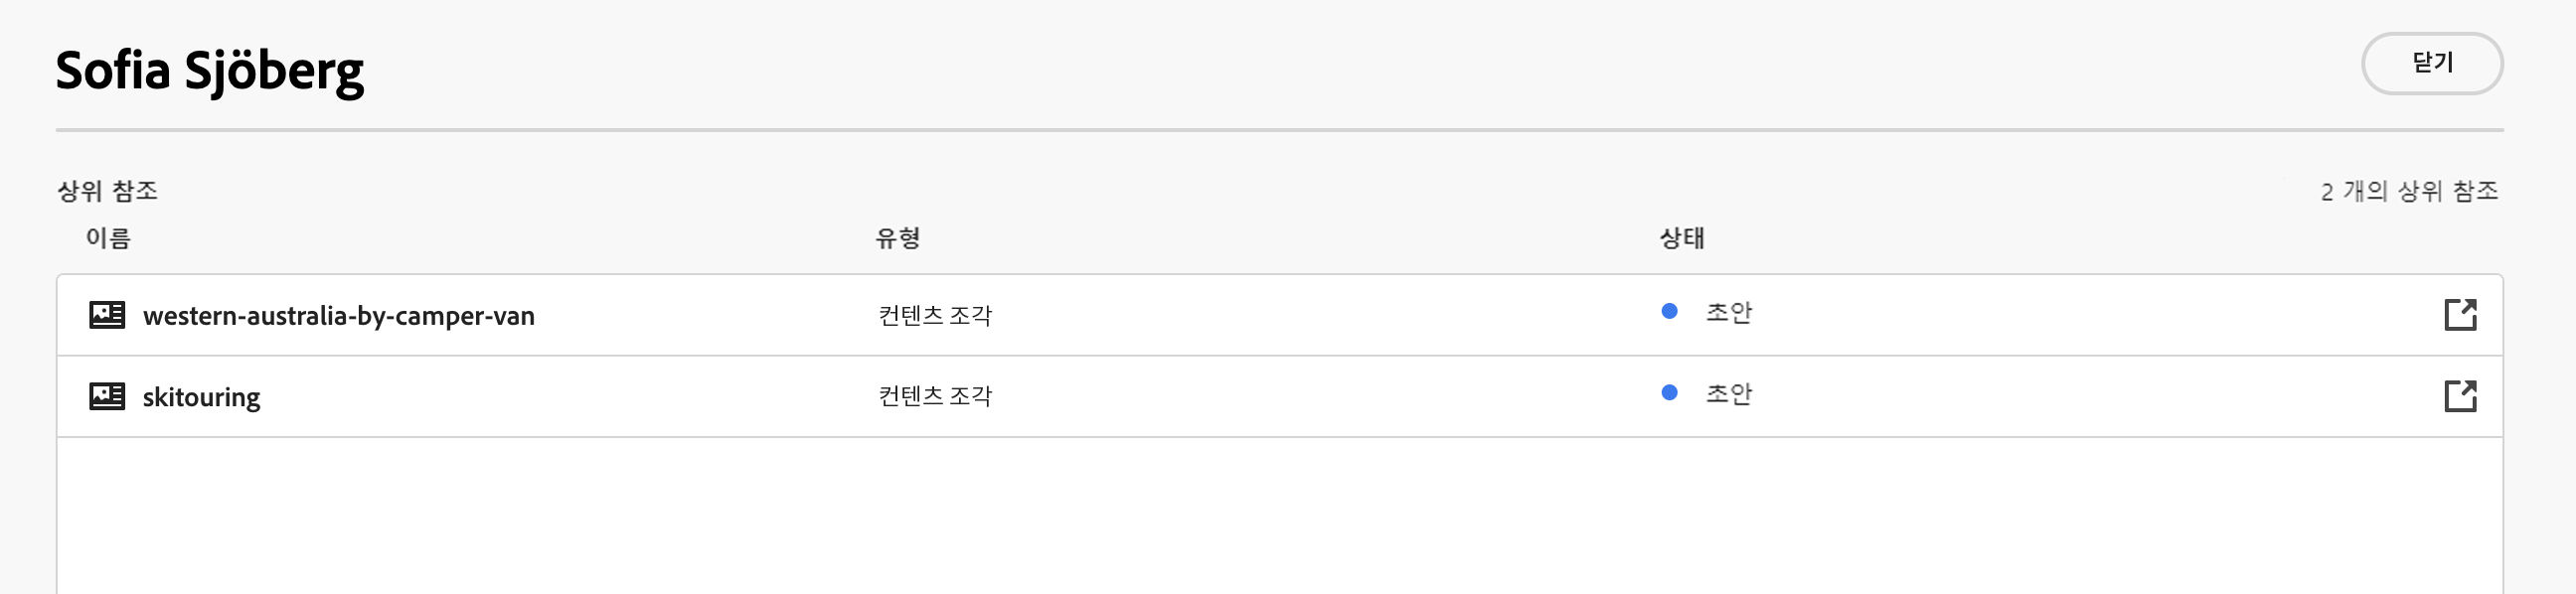 Sofia Sjöberg
닫기
상위 참조
2 개의 상위 참조
이름 유형 상태
western-australia-by-camper-van 컨텐츠 조각 초안
skitouring 컨텐츠 조각 초안